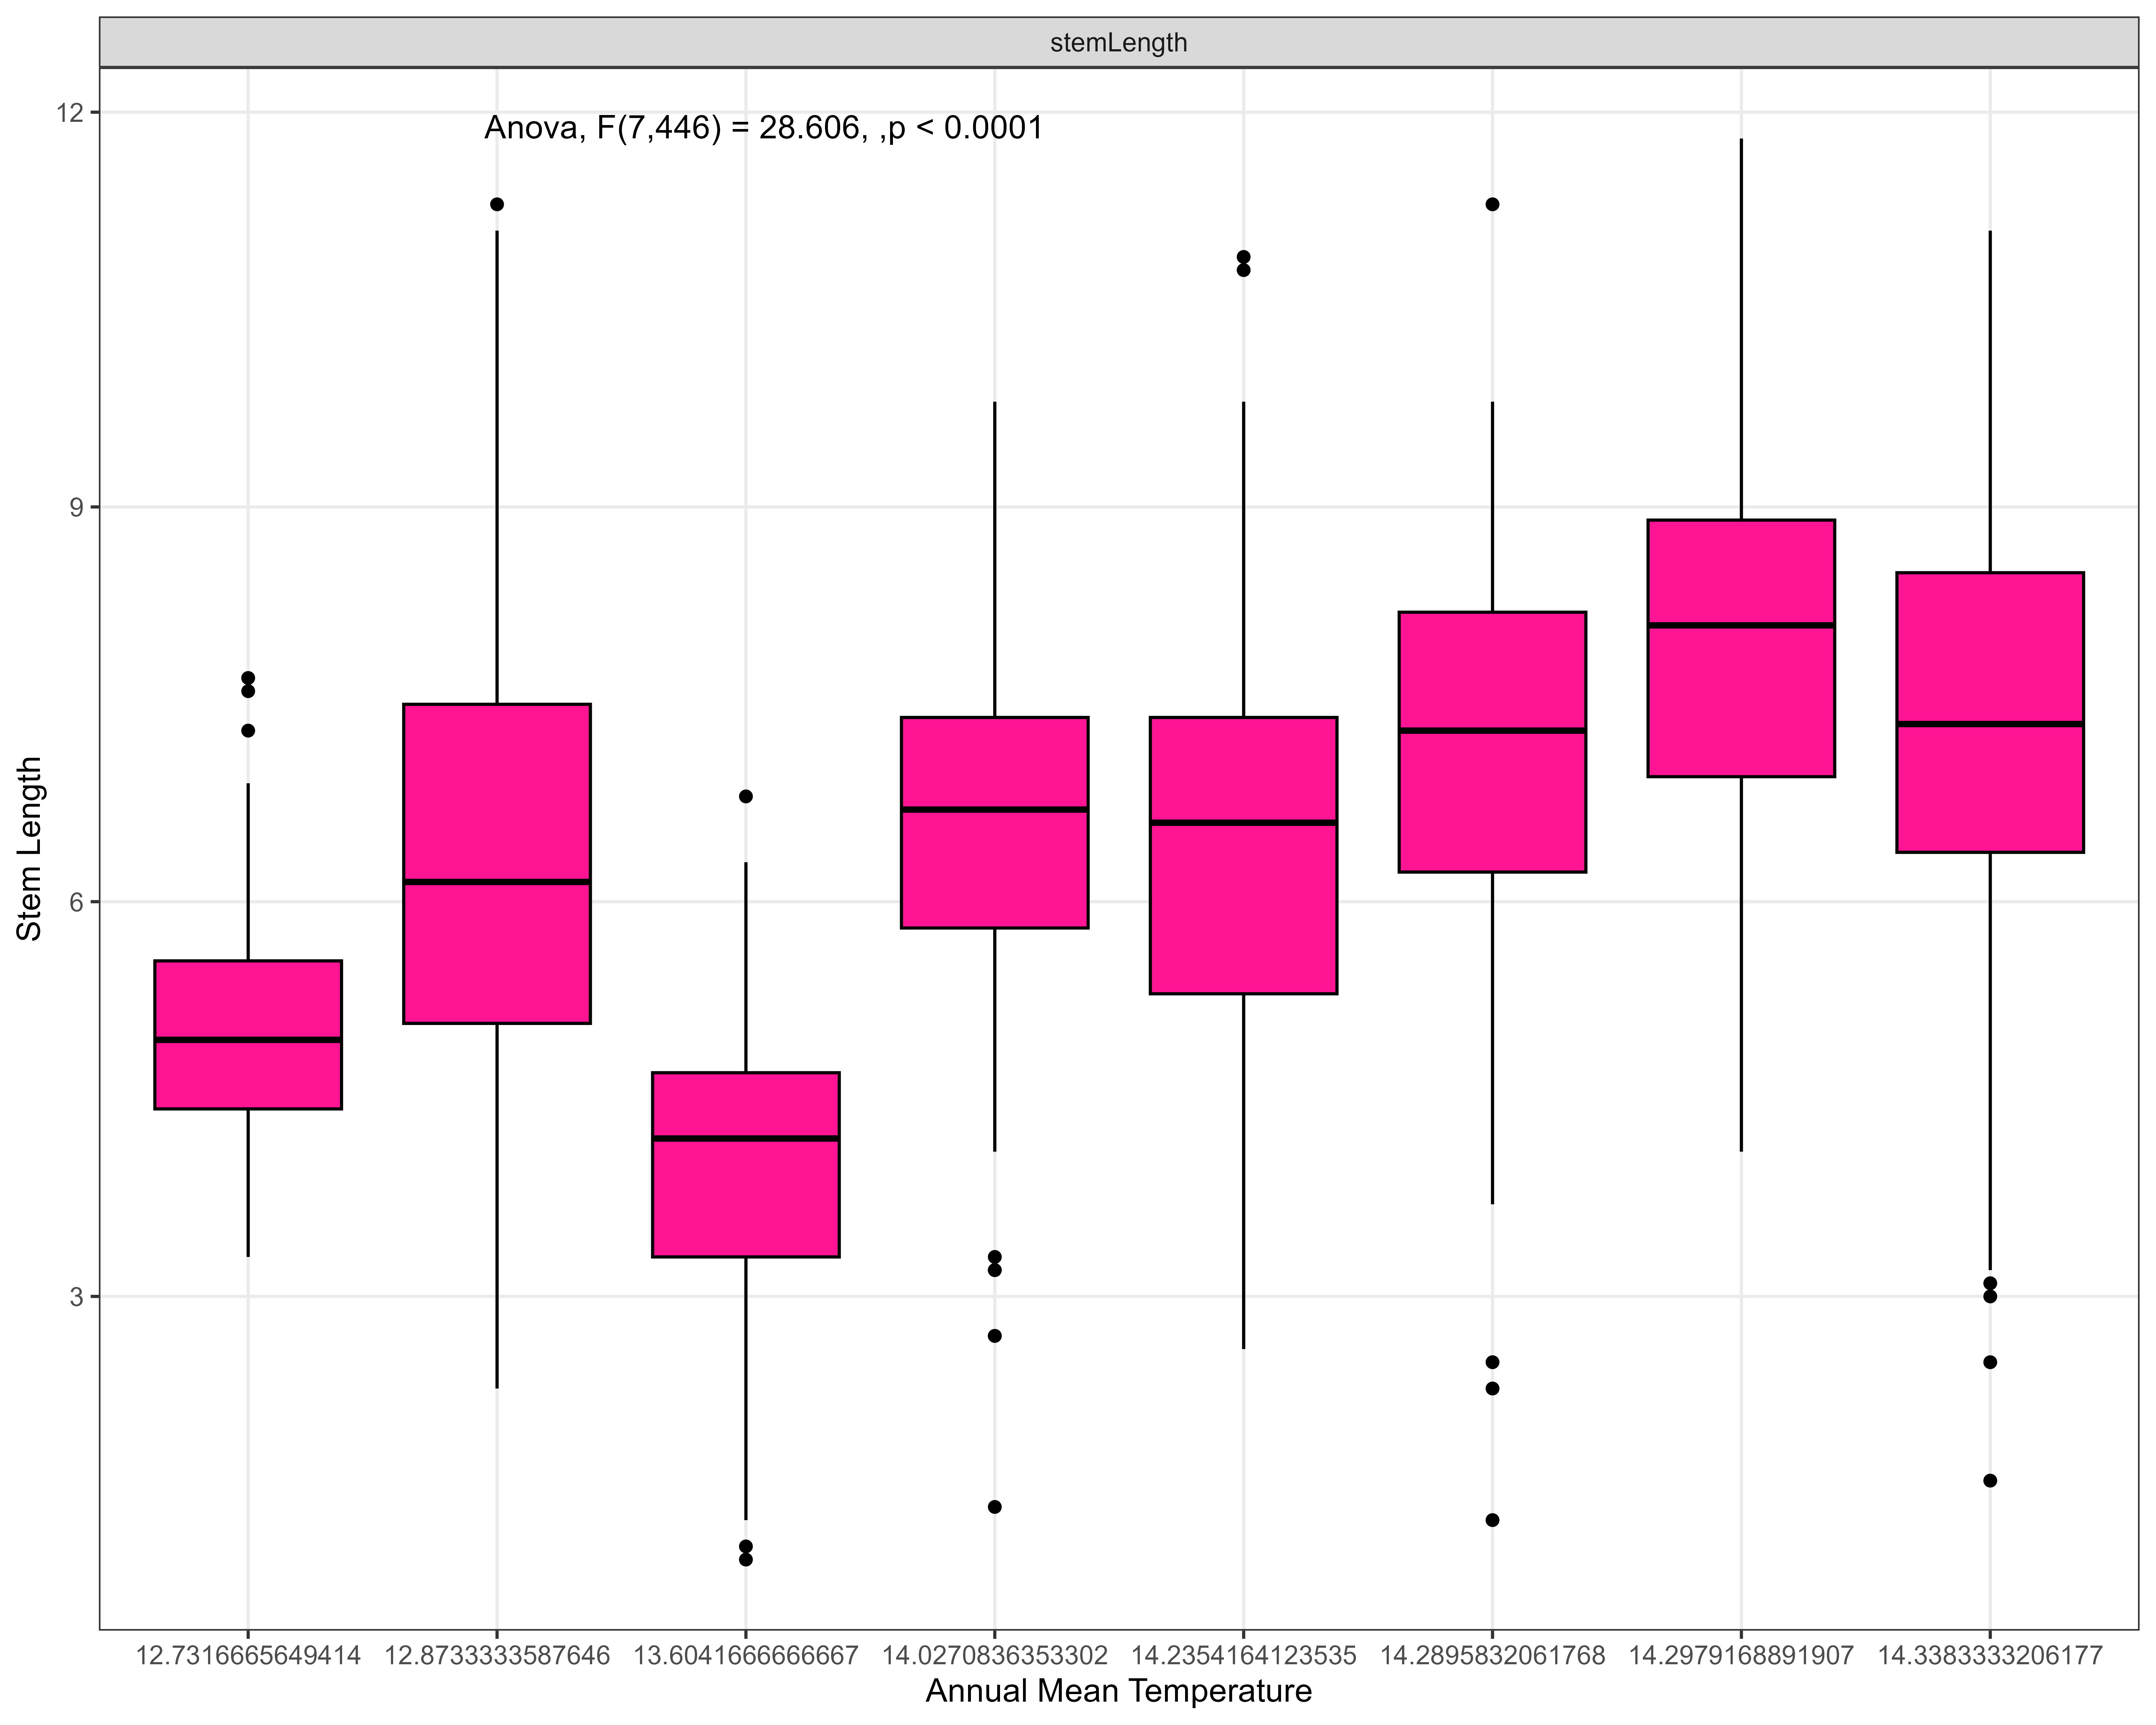 stemLength
Anova, F(7,446) = 28.606, ,p < 0.0001
12
9
6
3
Stem Length
12.7316665649414 12.8733333587646 13.6041666666667 14.0270836353302 14.2354164123535 14.2895832061768 14.2979168891907 14.3383333206177
Annual Mean Temperature